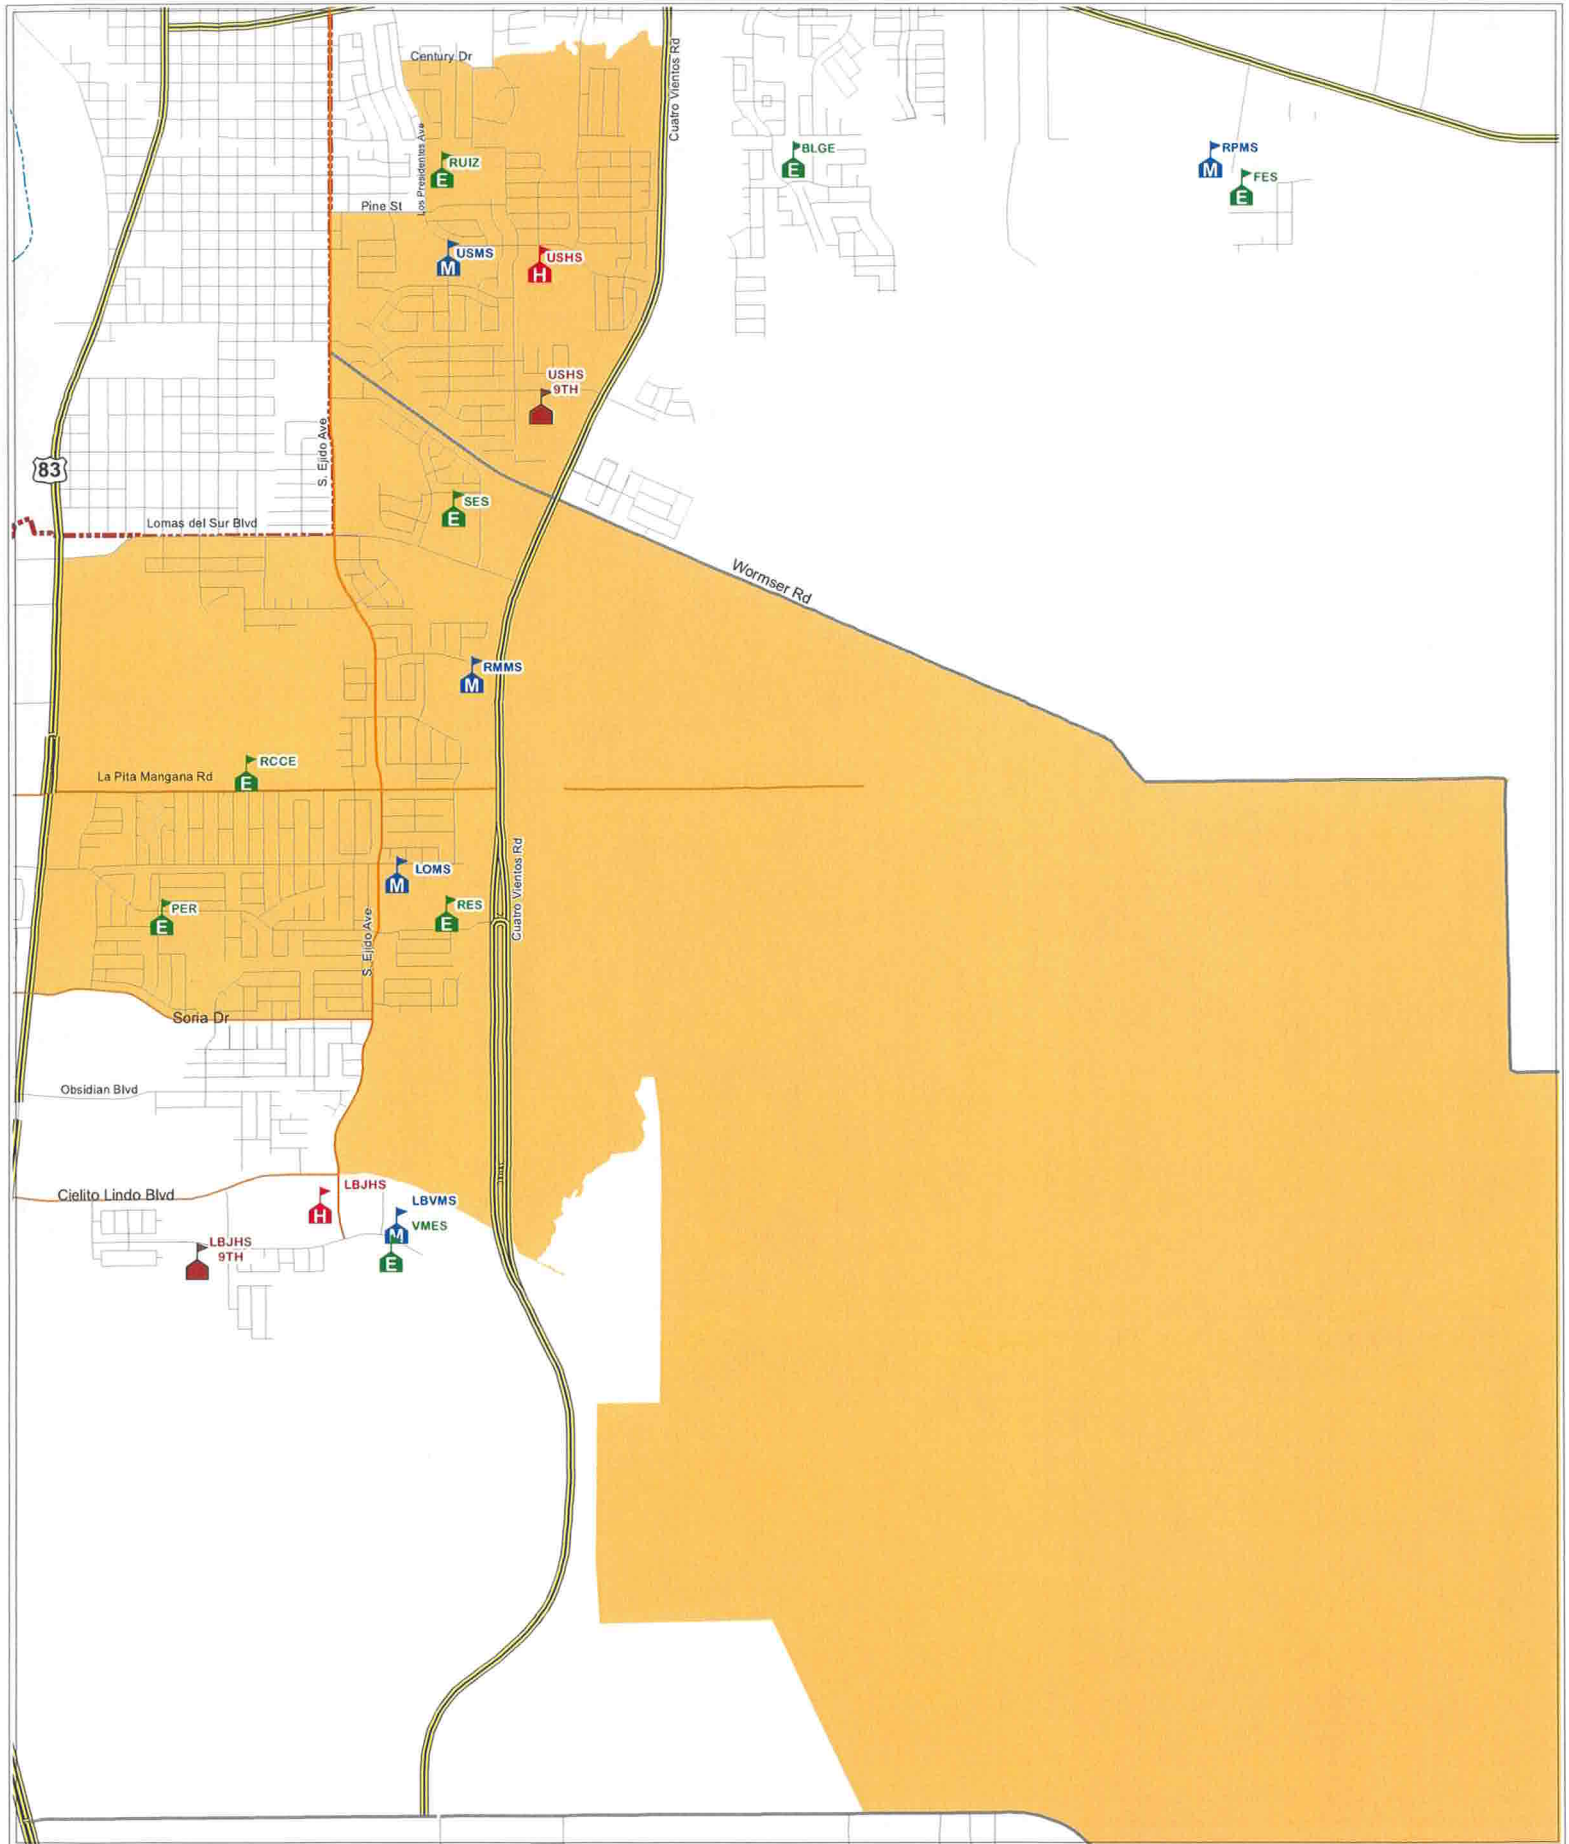 Century Dr
Cuatro Vientos Rd
Los Presidentes Ave
BLGE
E
RPMS
M
FES
E
RUIZ
E
Pine St
USMS
M
USHS
H
USHS
9TH
S. Ejido Ave
83
SES
E
Lomas del Sur Blvd
Wormser Rd
RMMS
M
RCCE
E
La Pita Mangana Rd
LOMS
M
Cuatro Vientos Rd
RES
E
PER
E
S. Ejido Ave
Soria Dr
Obsidian Blvd
Cielito Lindo Blvd
LBJHS
H
LBVMS
M
VMES
E
LBJHS
9TH